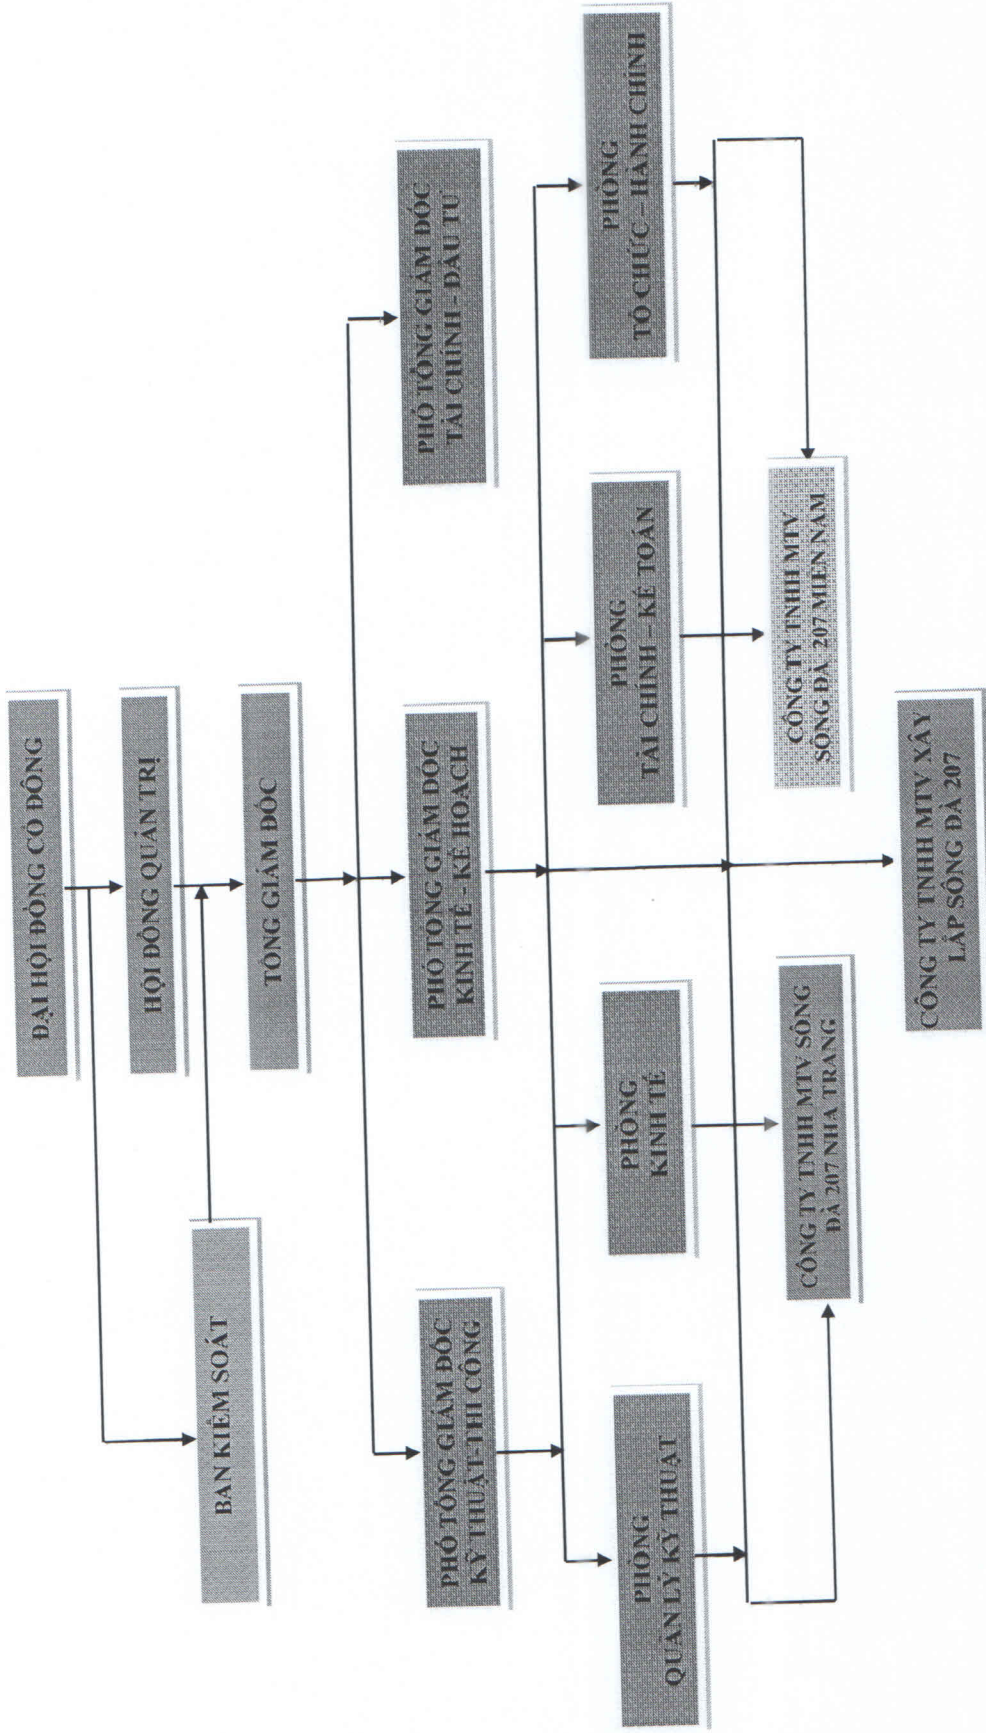 ĐẠI HỘI ĐỒNG CỔ ĐÔNG
HỘI ĐỒNG QUẢN TRỊ
BAN KIỂM SOÁT
TỔNG GIÁM ĐỐC
PHÓ TỔNG GIÁM ĐỐC
KỸ THUẬT-THI CÔNG
PHÓ TỔNG GIÁM ĐỐC
KINH TẾ - KẾ HOẠCH
PHÓ TỔNG GIÁM ĐỐC
TÀI CHÍNH - ĐẦU TƯ
PHÒNG
QUẢN LÝ KỸ THUẬT
PHÒNG
KINH TẾ
PHÒNG
TÀI CHÍNH – KẾ TOÁN
PHÒNG
TỔ CHỨC – HÀNH CHÍNH
CÔNG TY TNHH MTV SÔNG
ĐÀ 207 NHA TRANG
CÔNG TY TNHH MTV
SÔNG ĐÀ 207 MIỀN NAM
CÔNG TY TNHH MTV XÂY
LẮP SÔNG ĐÀ 207